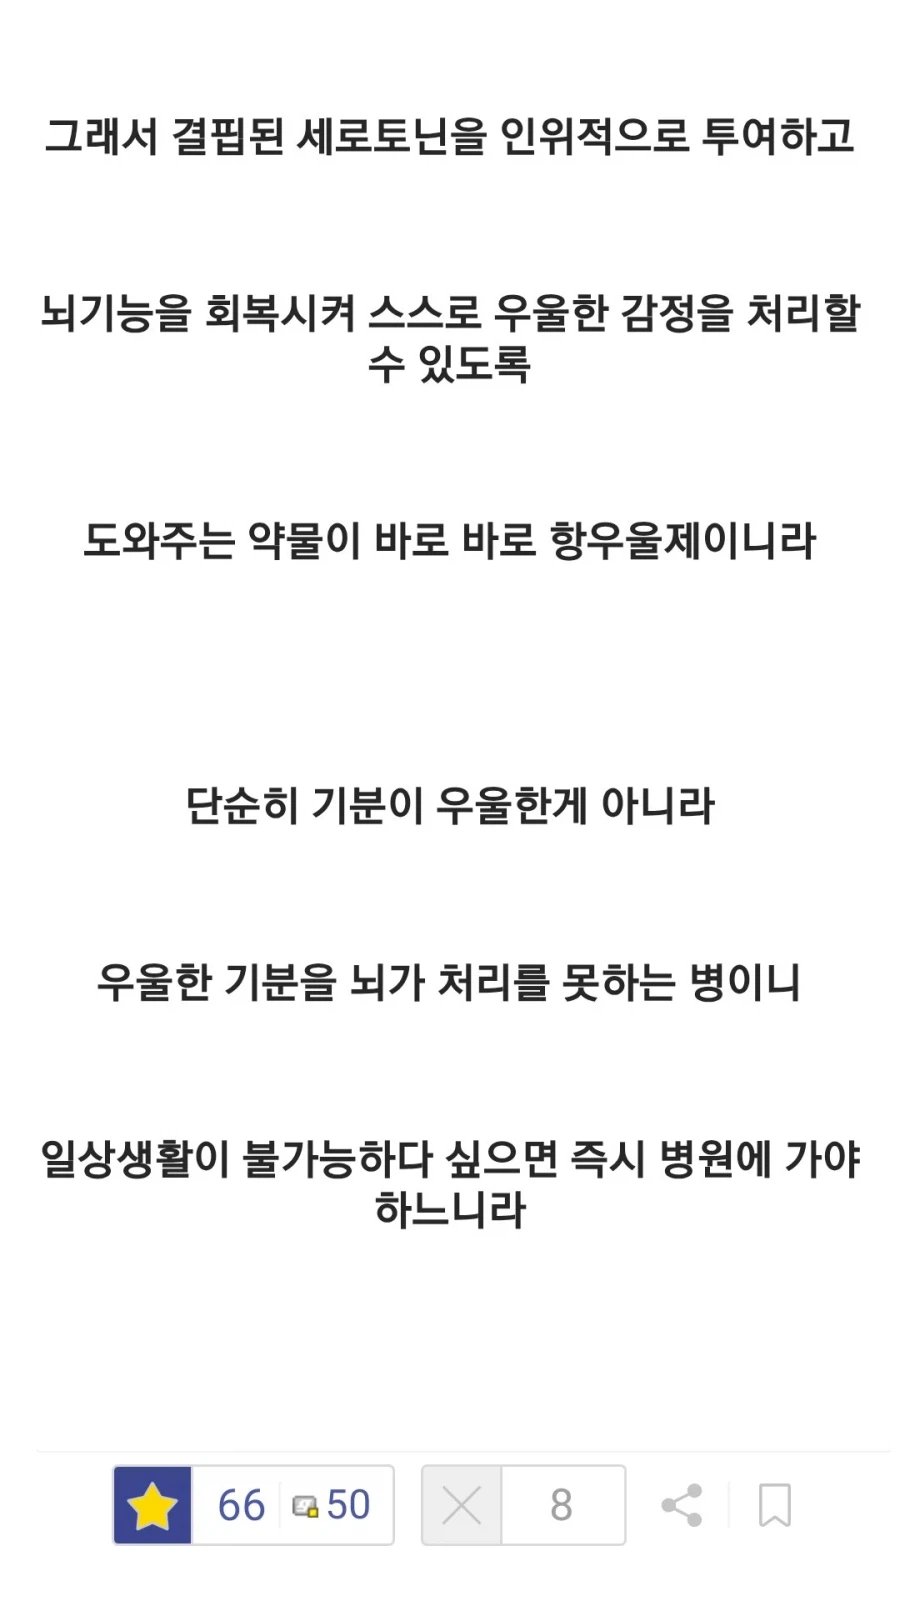 그래서 결핍된 세로토닌을 인위적으로 투여하고
뇌기능을 회복시켜 스스로 우울한 감정을 처리할
수 있도록
도와주는 약물이 바로 바로 항우울제이니라
단순히 기분이 우울한게 아니라
우울한 기분을 뇌가 처리를 못하는 병이니
일상생활이 불가능하다 싶으면 즉시 병원에 가야
하느니라
66 50 8